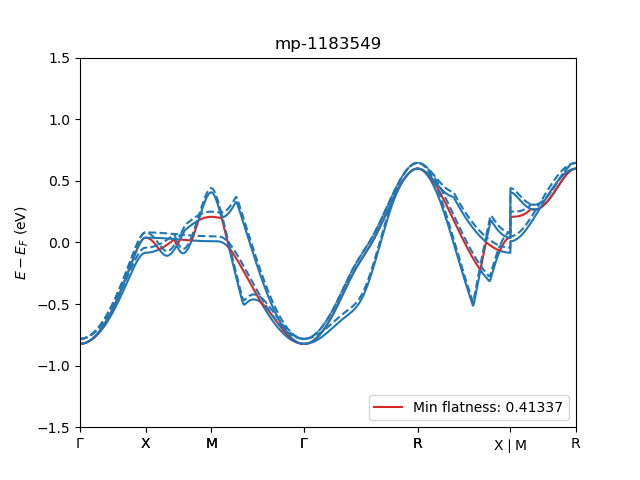 mp-1183549
1.5
1.0
0.5
0.0
−0.5
−1.0
−1.5
E − E_F (eV)
Γ X M Γ R X | M R
Min flatness: 0.41337